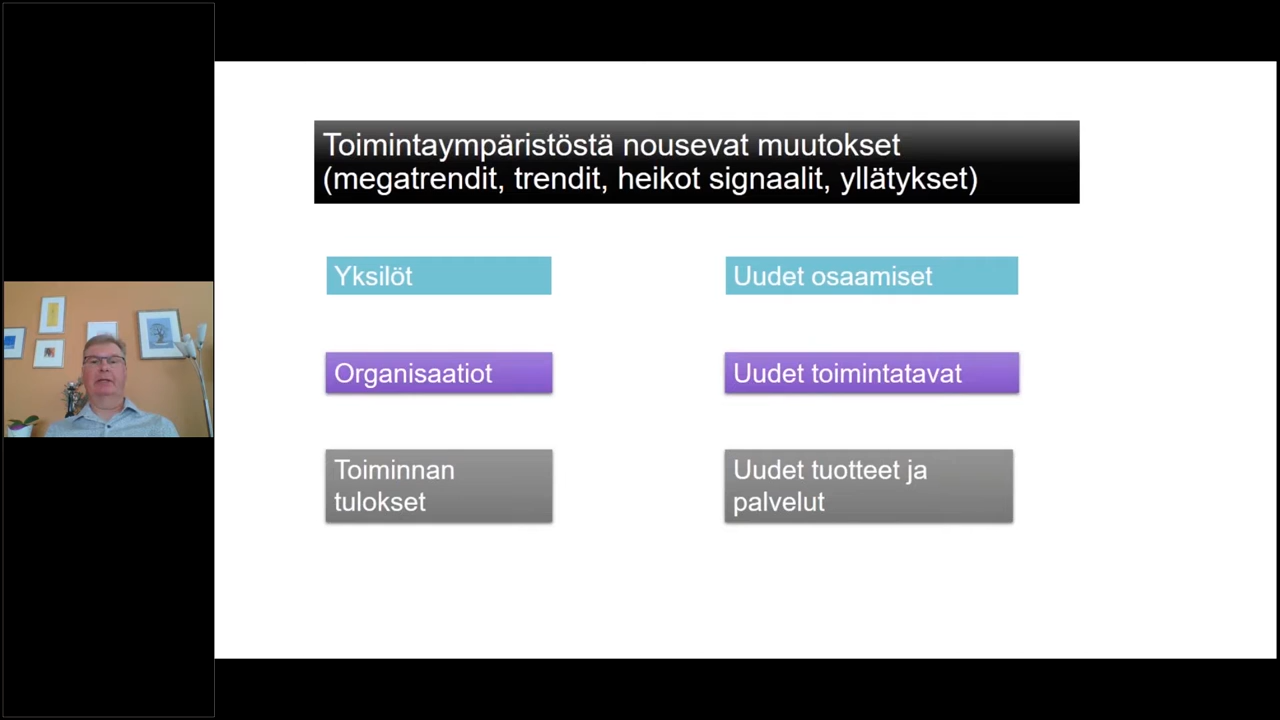 Toimintaympäristöstä nousevat muutokset
(megatrendit, trendit, heikot signaalit, yllätykset)
Yksilöt
Uudet osaamiset
Organisaatiot
Uudet toimintatavat
Toiminnan
tulokset
Uudet tuotteet ja
palvelut